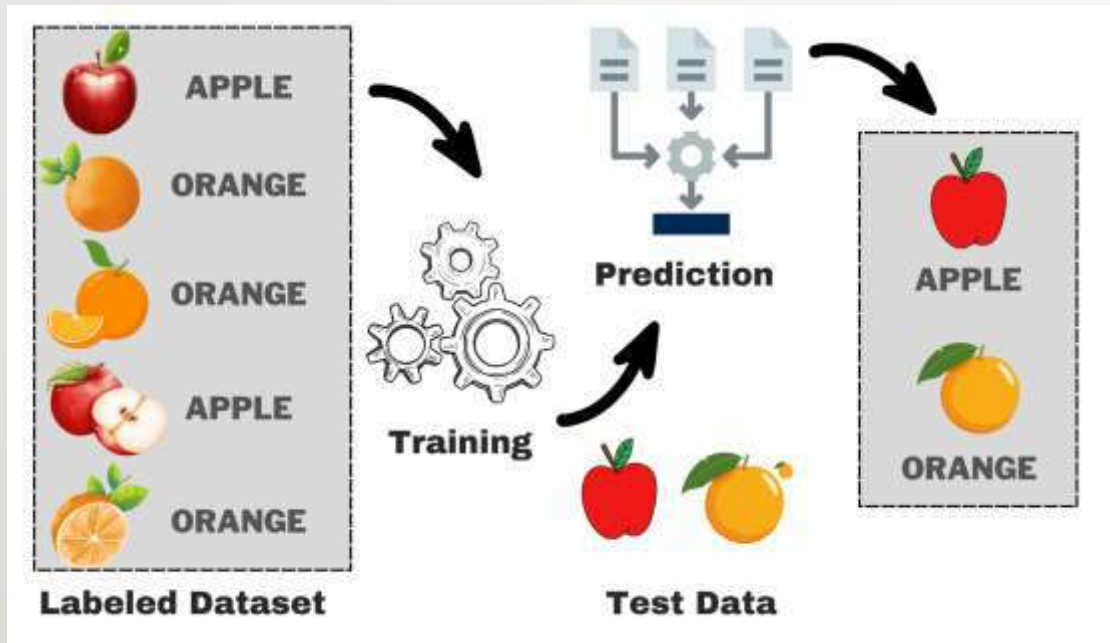 APPLE
ORANGE
ORANGE
APPLE
ORANGE
Labeled Dataset
Training
Prediction
Test Data
APPLE
ORANGE